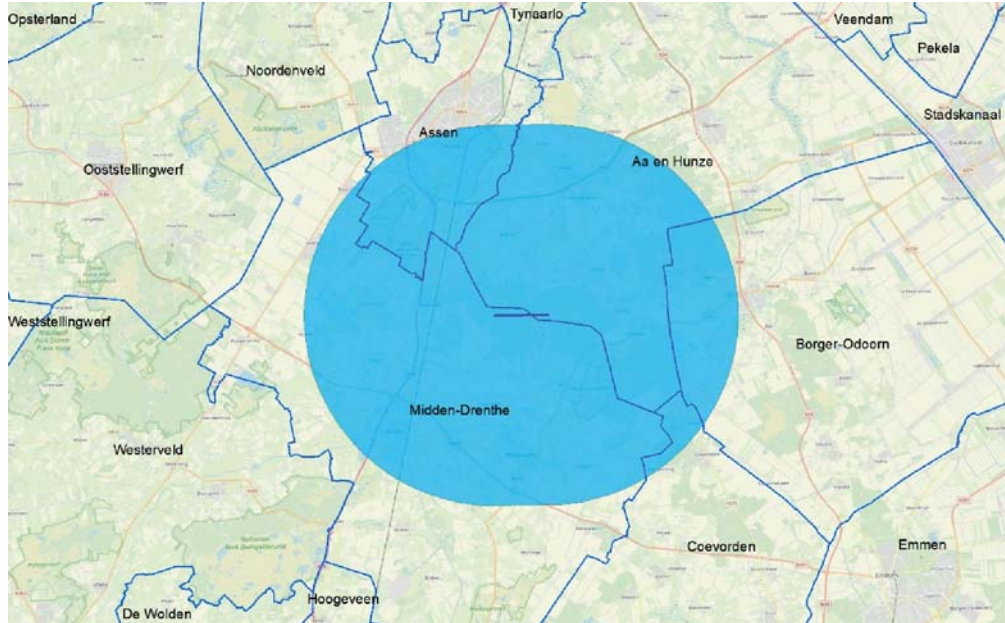 Opsterland
Tynaarlo
Veendam
Pekela
Noordenveld
Stadskanaal
Assen
Ooststellingwerf
Aa en Hunze
Weststellingwerf
Borger-Odoorn
Midden-Drenthe
Westerveld
Coevorden
Emmen
Hoogeveen
De Wolden